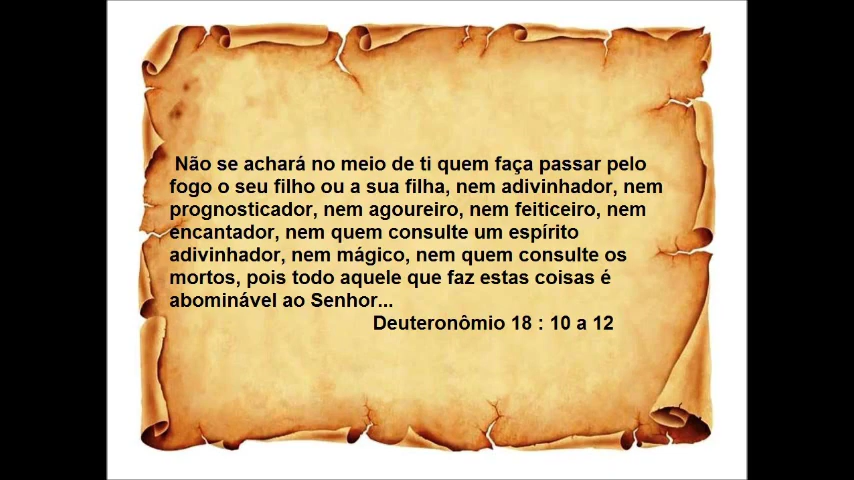 Não se achará no meio de ti quem faça passar pelo
fogo o seu filho ou a sua filha, nem adivinhador, nem
prognosticador, nem agoureiro, nem feiticeiro, nem
encantador, nem quem consulte um espírito
adivinhador, nem mágico, nem quem consulte os
mortos, pois todo aquele que faz estas coisas é
abominável ao Senhor...
Deuteronômio 18 : 10 a 12